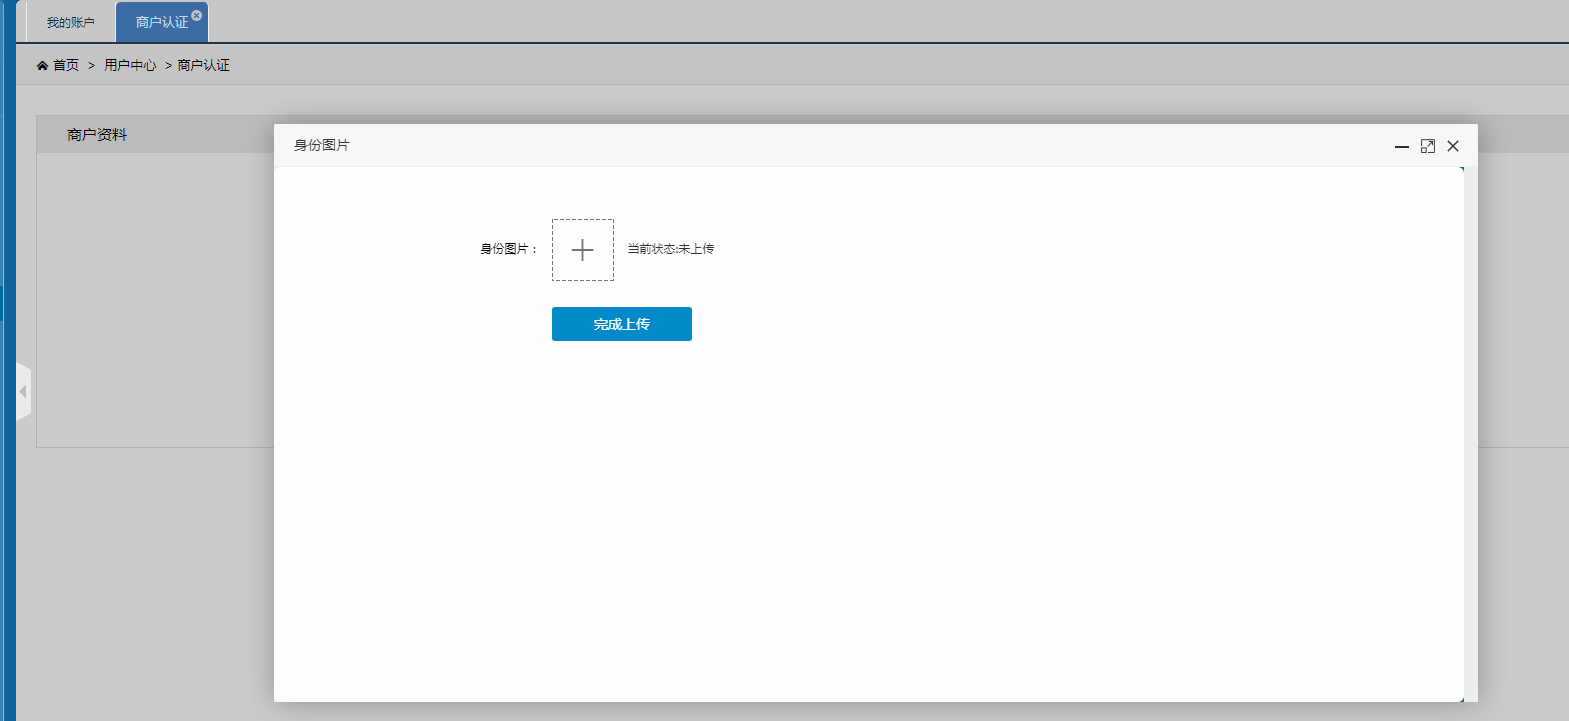 我的账户 商户认证
首页 > 用户中心 > 商户认证
商户资料
身份图片
身份图片： 当前状态:未上传
完成上传